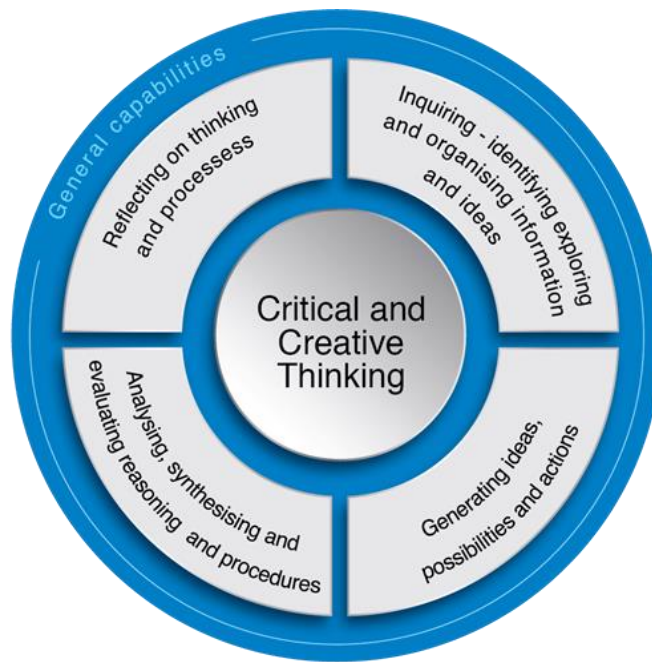 General capabilities
Reflecting on thinking
and processess
Inquiring - identifying exploring
and organising information
and ideas
Critical and
Creative
Thinking
Analysing, synthesising and
evaluating reasoning and procedures
Generating ideas,
possibilities and actions